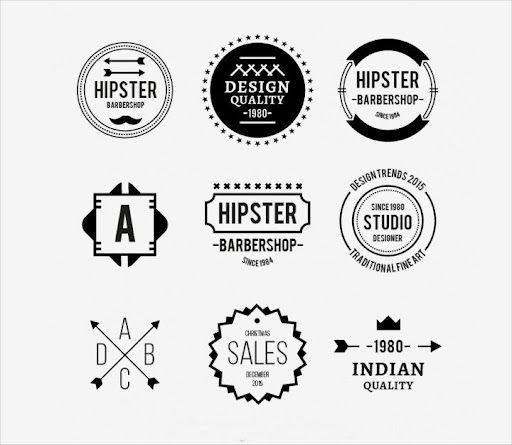 HIPSTER
BARBERSHOP
DESIGN
QUALITY
-1980-
HIPSTER
-BARBERSHOP-
SINCE 1984
A
HIPSTER
-BARBERSHOP-
SINCE 1984
DESIGN TRENDS 2015
SINCE 1980
STUDIO
DESIGNER
TRADITIONAL FINE ART
A
D B
C
CHRISTMAS
SALES
DECEMBER
2015
-1980-
INDIAN
QUALITY